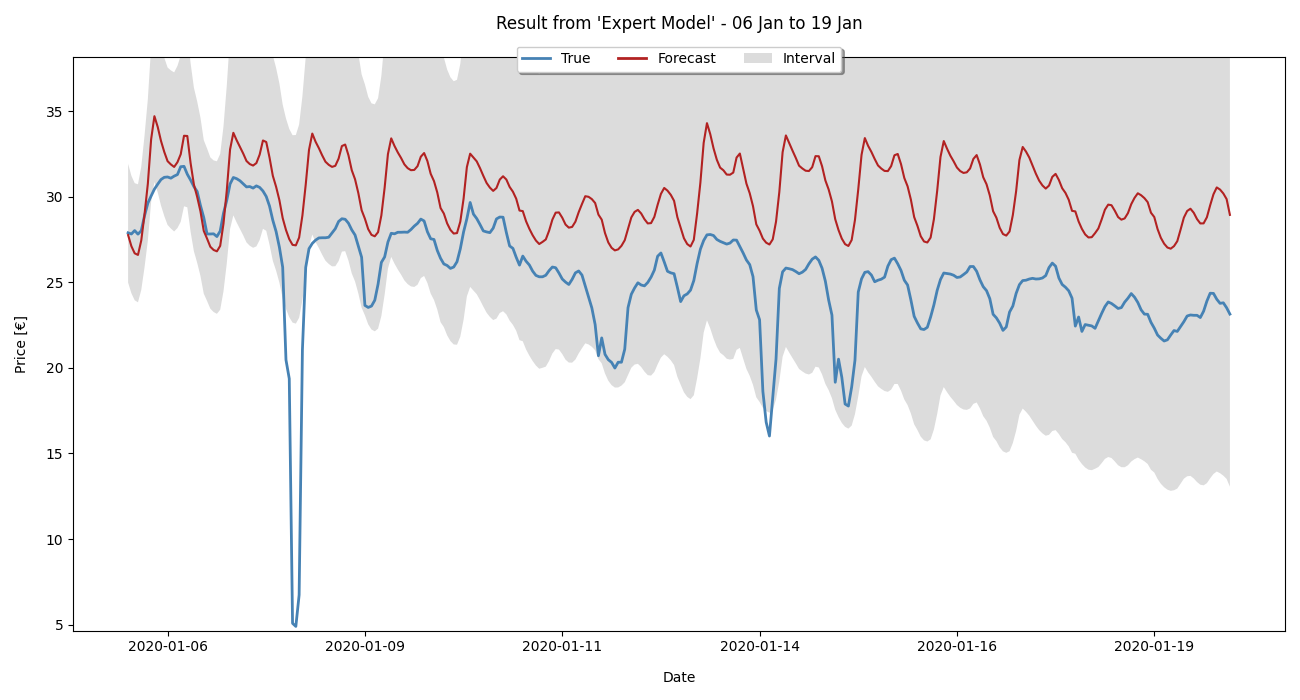 Result from 'Expert Model' - 06 Jan to 19 Jan
True Forecast Interval
35
30
25
20
15
10
5
Price [€]
2020-01-06 2020-01-09 2020-01-11 2020-01-14 2020-01-16 2020-01-19
Date